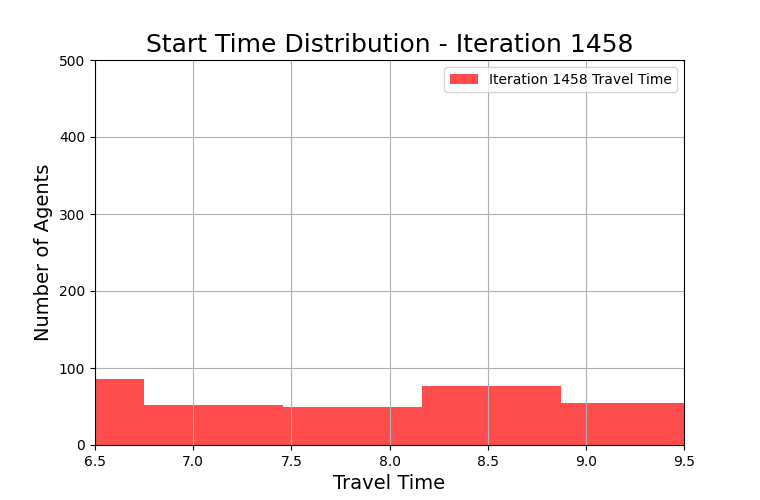 Start Time Distribution - Iteration 1458
Iteration 1458 Travel Time
Number of Agents
500
400
300
200
100
0
6.5 7.0 7.5 8.0 8.5 9.0 9.5
Travel Time